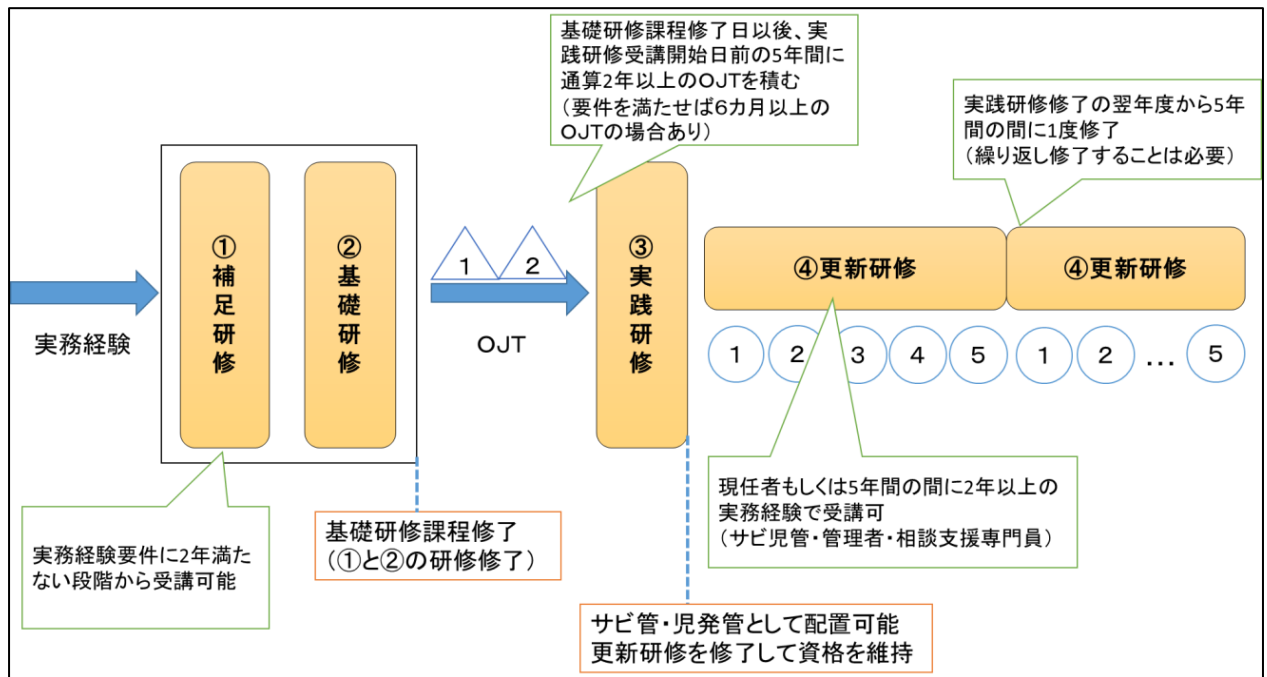 基礎研修課程修了日以後、実
践研修受講開始日前の5年間に
通算2年以上のOJTを積む
(要件を満たせば6カ月以上の
OJTの場合あり)
実践研修修了の翌年度から5年
間の間に1度修了
(繰り返し修了することは必要)
実務経験
①補足研修
②基礎研修
1
2
OJT
③実践研修
④更新研修
④更新研修
1
2
3
4
5
1
2
…
5
実務経験要件に2年満た
ない段階から受講可能
基礎研修課程修了
(①と②の研修修了)
現任者もしくは5年間の間に2年以上の
実務経験で受講可
(サビ児管・管理者・相談支援専門員)
サビ管・児発管として配置可能
更新研修を修了して資格を維持